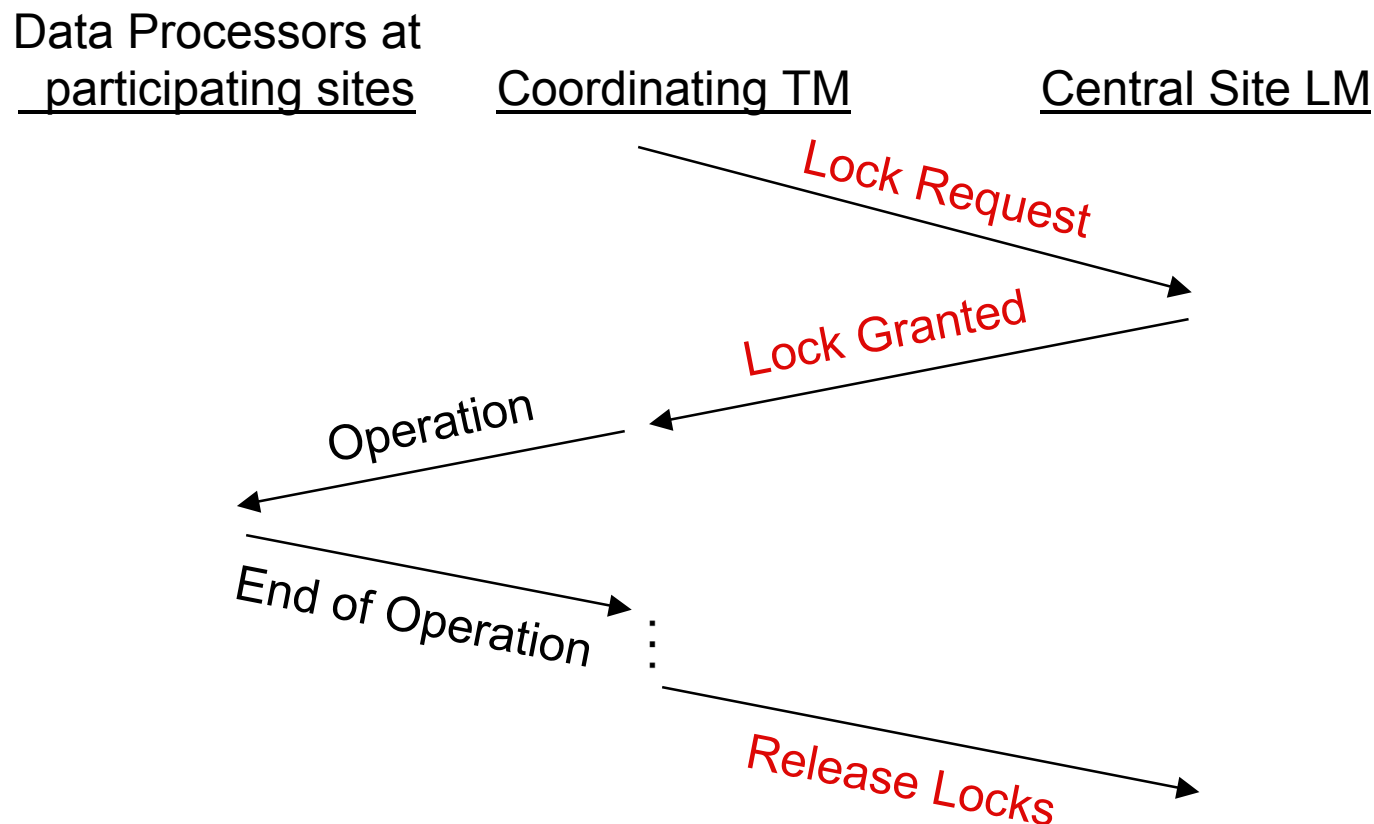 Data Processors at
participating sites
Coordinating TM
Central Site LM
Lock Request
Lock Granted
Operation
End of Operation
⋮
Release Locks